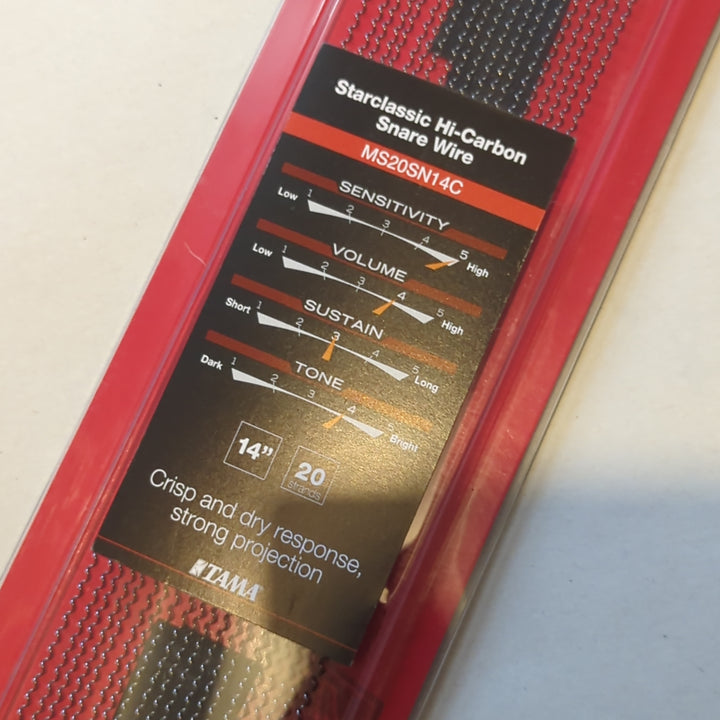 Starclassic Hi-Carbon
Snare Wire
MS20SN14C
SENSITIVITY
Low 1 2 3 4 5 High
VOLUME
Low 1 2 3 4 5 High
SUSTAIN
Short 1 2 3 4 5 Long
TONE
Dark 1 2 3 4 5 Bright
14” 20
strands
Crisp and dry response,
strong projection
TAMA